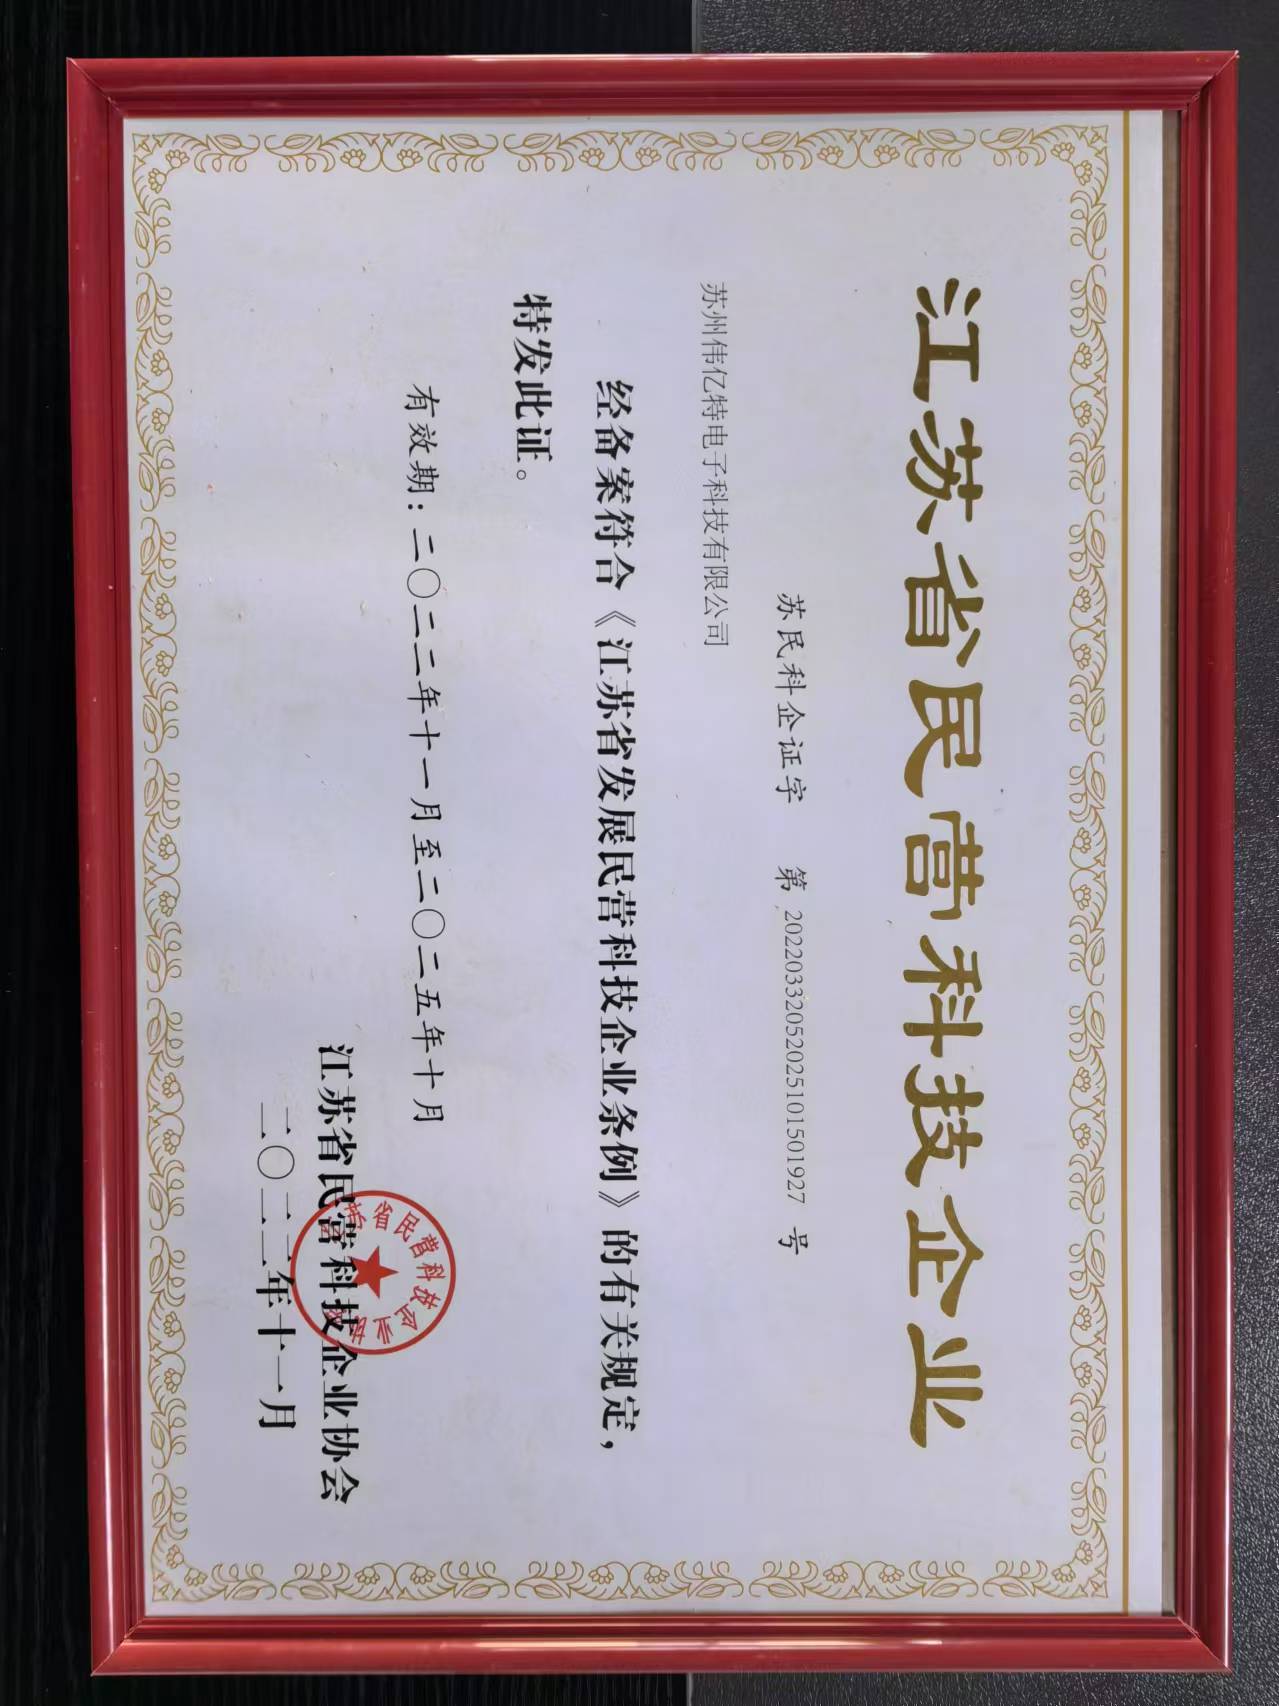 江苏省民营科技企业
苏民科企证字 第 20220332052025101501927 号
苏州伟亿特电子科技有限公司
经备案符合《江苏省发展民营科技企业条例》的有关规定，
特发此证。
有效期：二〇二二年十一月至二〇二五年十月
江苏省民营科技企业协会
二〇二二年十一月